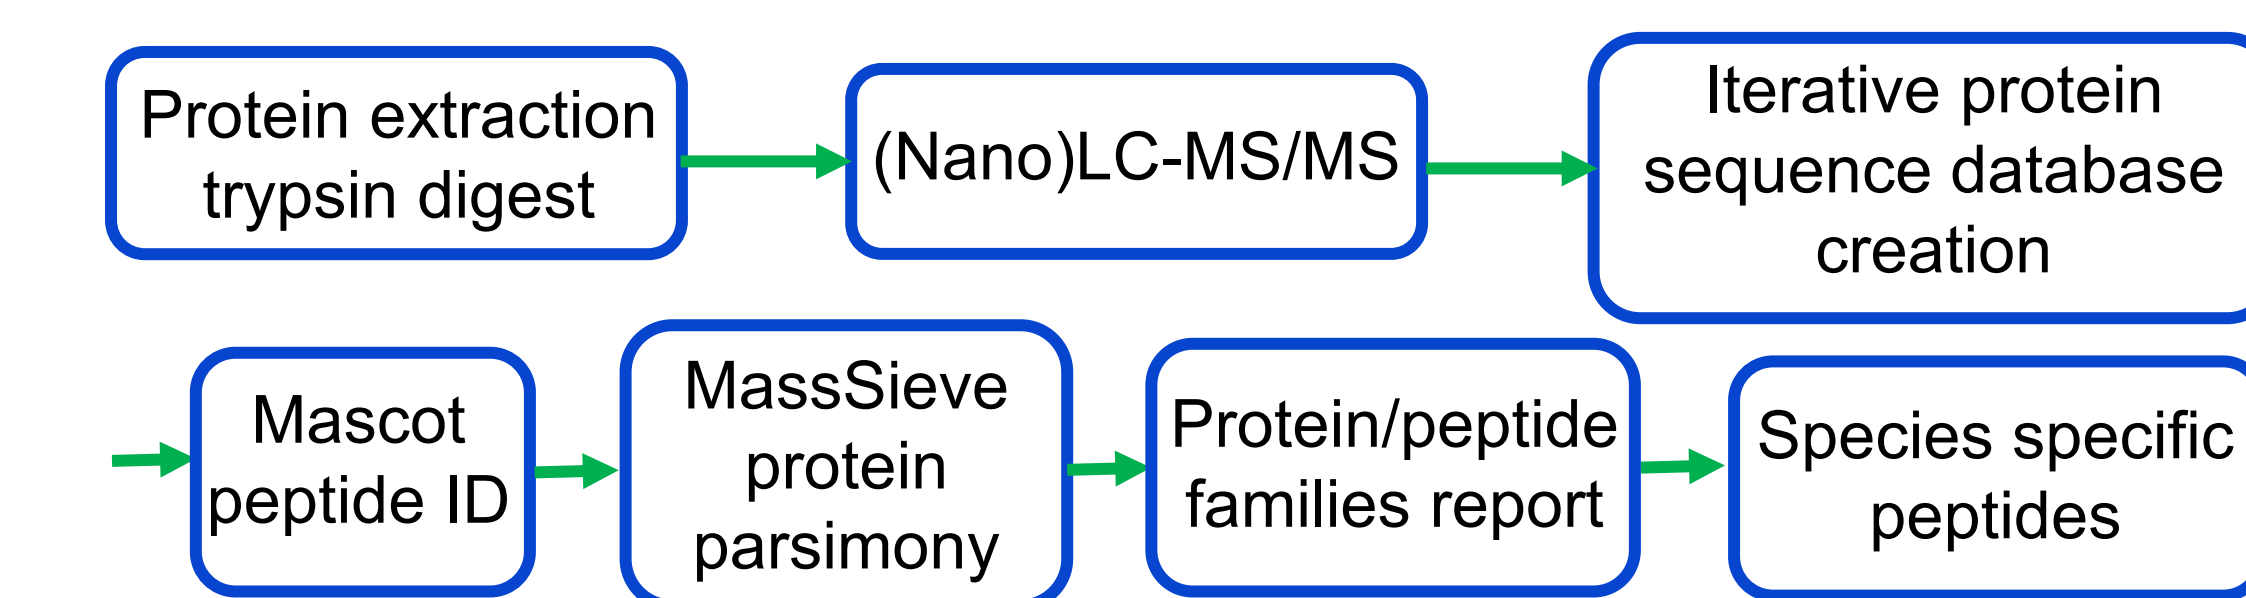 Protein extraction
trypsin digest
(Nano)LC-MS/MS
Iterative protein
sequence database
creation
Mascot
peptide ID
MassSieve
protein
parsimony
Protein/peptide
families report
Species specific
peptides